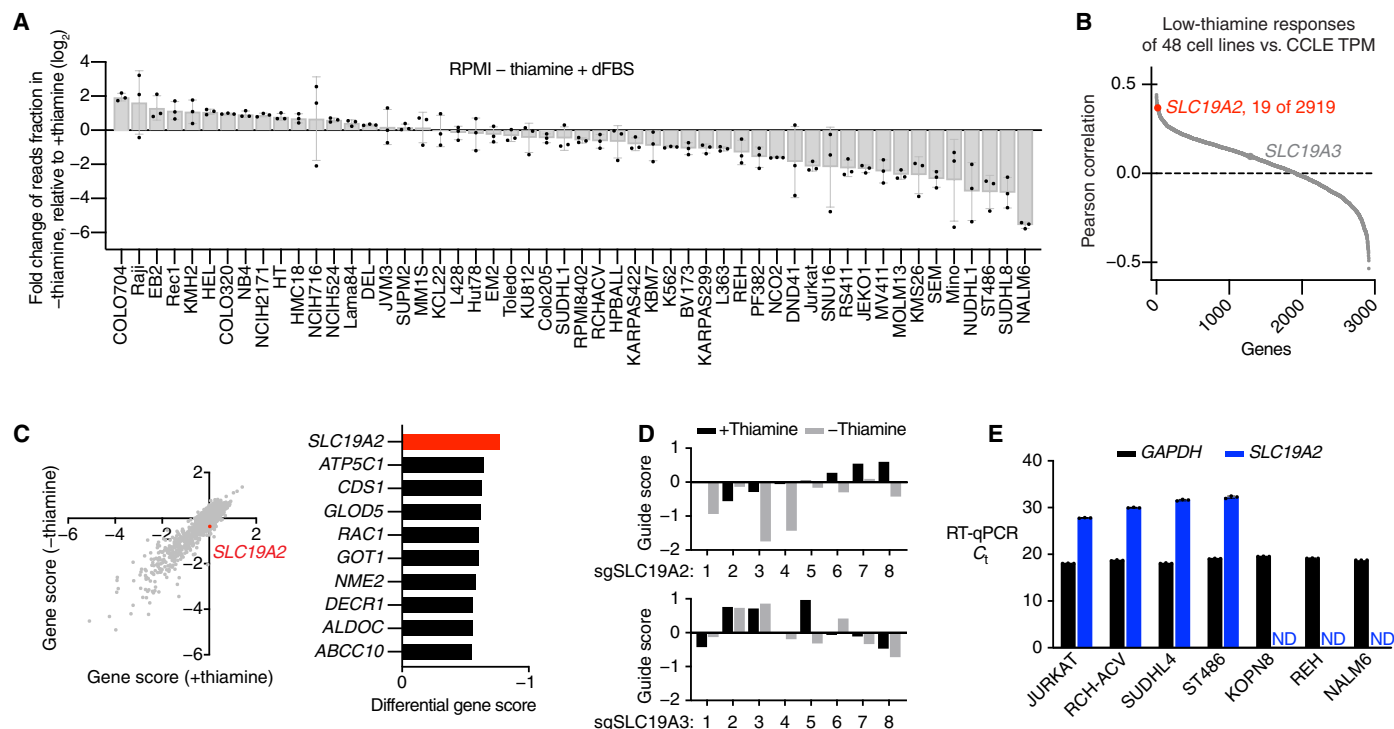 A
Fold change of reads fraction in
−thiamine, relative to +thiamine (log2)
RPMI − thiamine + dFBS
4
2
0
−2
−4
−6
COLO704
Raji
EB2
Rec1
KMH2
HEL
COLO320
NB4
NCIH2171
HT
HMC18
NCIH716
NCIH524
Lama84
DEL
JVM3
SUPM2
MM1S
KCL22
L428
Hut78
EM2
Toledo
KU812
Colo205
SUDHL1
RPMI8402
RCHACV
HPBALL
KARPAS422
KBM7
K562
BV173
KARPAS299
L363
REH
PF382
NCO2
DND41
Jurkat
SNU16
RS411
JEKO1
MV411
MOLM13
KMS26
SEM
Mino
NUDHL1
ST486
SUDHL8
NALM6
B
Low-thiamine responses
of 48 cell lines vs. CCLE TPM
Pearson correlation
0.5
0.0
−0.5
SLC19A2, 19 of 2919
SLC19A3
0
1000
2000
3000
Genes
C
Gene score (−thiamine)
2
−6 −4 −2 2
−2
−4
−6
SLC19A2
Gene score (+thiamine)
SLC19A2
ATP5C1
CDS1
GLOD5
RAC1
GOT1
NME2
DECR1
ALDOC
ABCC10
0 −1
Differential gene score
D
+Thiamine −Thiamine
Guide score
1
0
−1
−2
sgSLC19A2: 1 2 3 4 5 6 7 8
Guide score
1
0
−1
−2
sgSLC19A3: 1 2 3 4 5 6 7 8
E
GAPDH SLC19A2
RT-qPCR
Ct
40
30
20
10
0
ND ND ND
JURKAT
RCH-ACV
SUDHL4
ST486
KOPN8
REH
NALM6